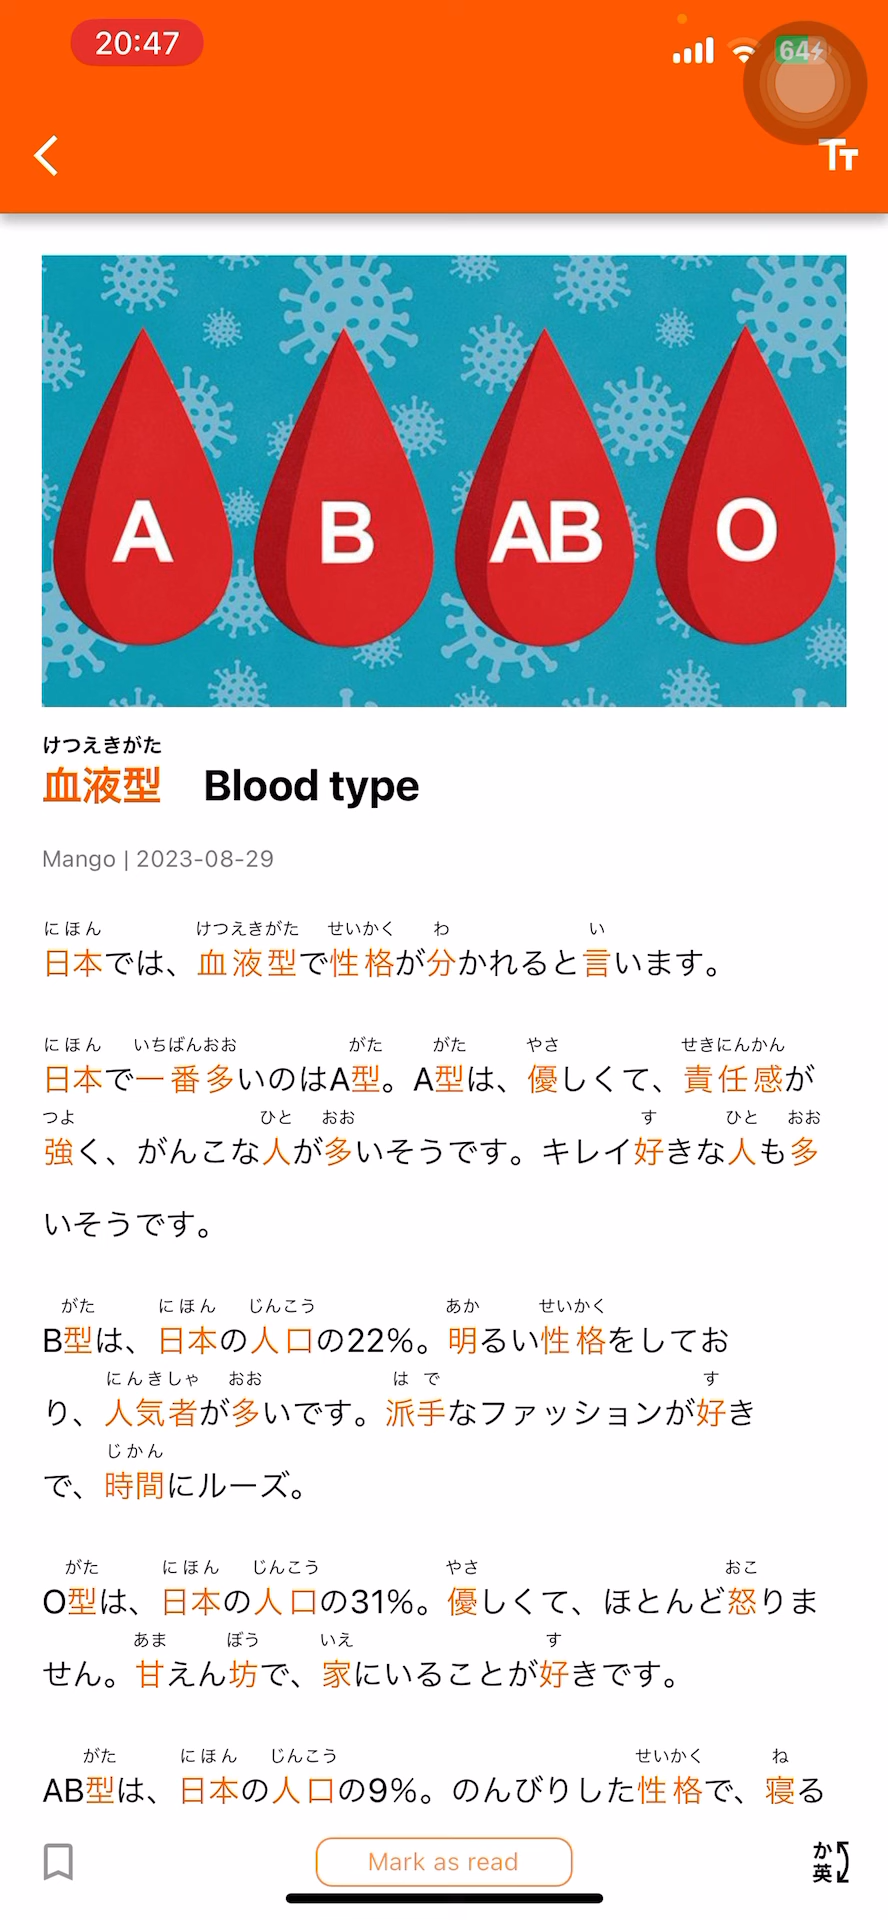 20:47
64
TT
A B AB O
けつえきがた
血液型 Blood type
Mango | 2023-08-29
にほん けつえきがた せいかく わ い
日本では、血液型で性格が分かれると言います。
にほん いちばんおお がた がた やさ せきにんかん
日本で一番多いのはA型。A型は、優しくて、責任感が
つよ ひと おお す ひと おお
強く、がんこな人が多いそうです。キレイ好きな人も多
いそうです。
がた にほん じんこう あか せいかく
B型は、日本の人口の22%。明るい性格をしてお
にんきしゃ おお はで す
り、人気者が多いです。派手なファッションが好き
じかん
で、時間にルーズ。
がた にほん じんこう やさ おこ
O型は、日本の人口の31%。優しくて、ほとんど怒りま
あま ぼう いえ す
せん。甘えん坊で、家にいることが好きです。
がた にほん じんこう せいかく ね
AB型は、日本の人口の9%。のんびりした性格で、寝る
Mark as read
か
英